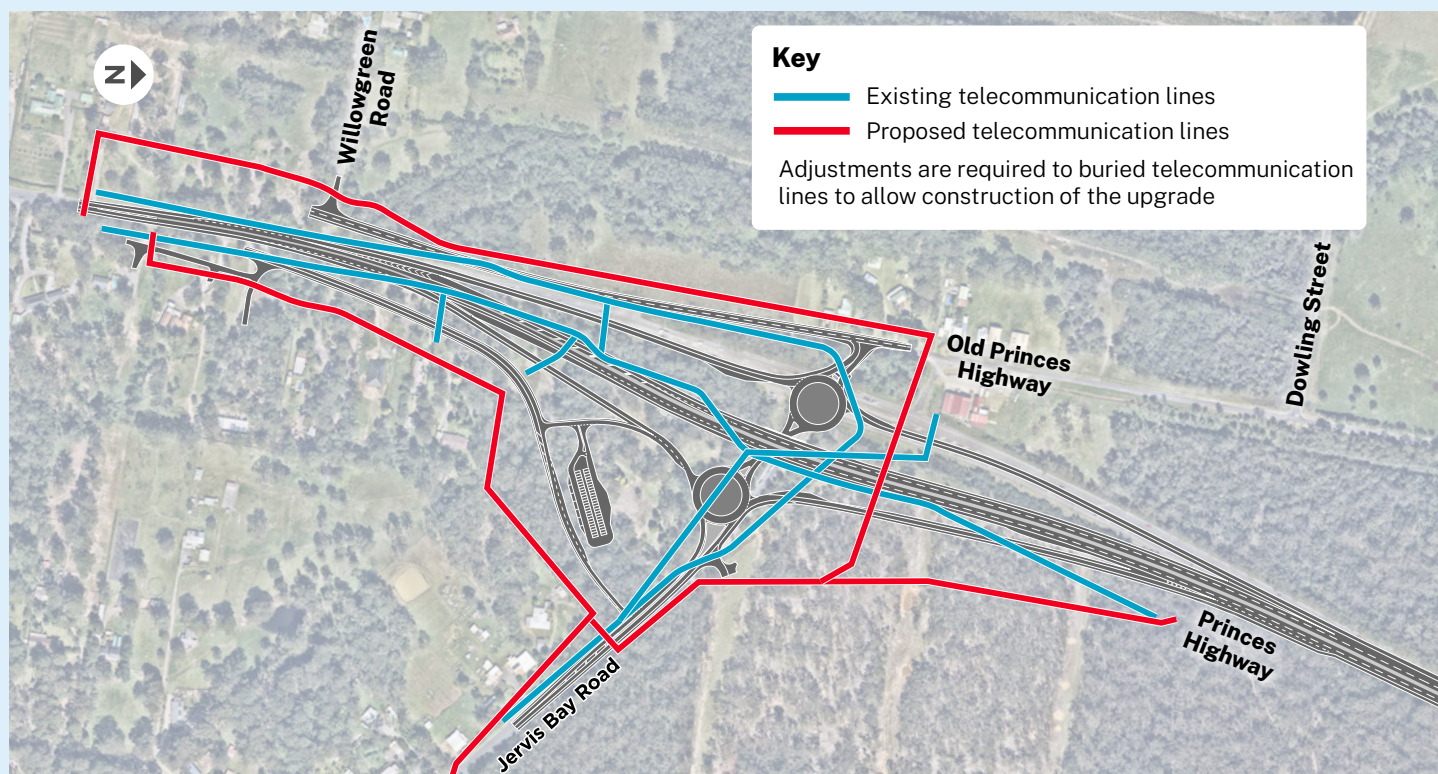 Key
Existing telecommunication lines
Proposed telecommunication lines
Adjustments are required to buried telecommunication
lines to allow construction of the upgrade
N
Willowgreen
Road
Dowling Street
Old Princes
Highway
Princes
Highway
Jervis Bay Road